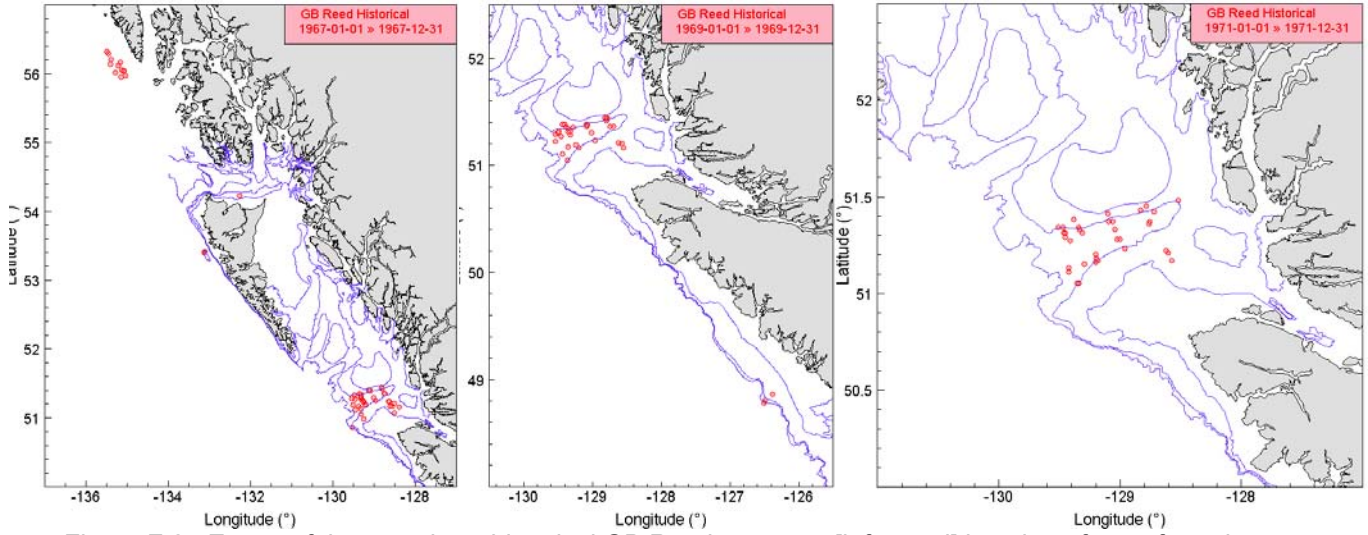 GB Reed Historical
1967-01-01 » 1967-12-31
56
55
54
53
52
51
-136
-134
-132
-130
-128
Longitude (°)
GB Reed Historical
1969-01-01 » 1969-12-31
52
51
50
49
-130
-129
-128
-127
-126
Longitude (°)
GB Reed Historical
1971-01-01 » 1971-12-31
Latitude (°)
52
51.5
51
50.5
-130
-129
-128
Longitude (°)